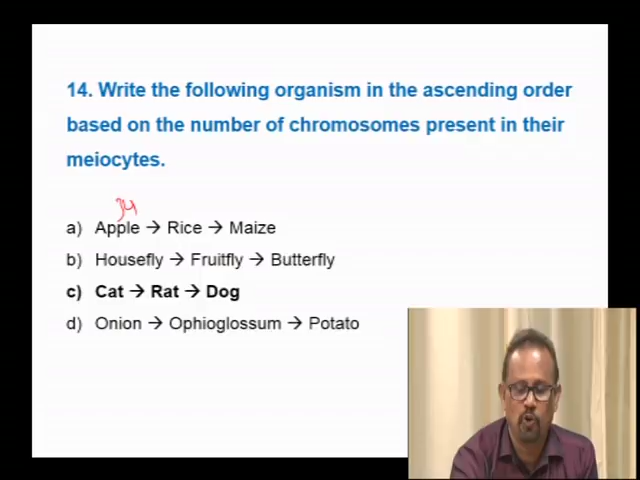 14. Write the following organism in the ascending order
based on the number of chromosomes present in their
meiocytes.
34
a) Apple → Rice → Maize
b) Housefly → Fruitfly → Butterfly
c) Cat → Rat → Dog
d) Onion → Ophioglossum → Potato